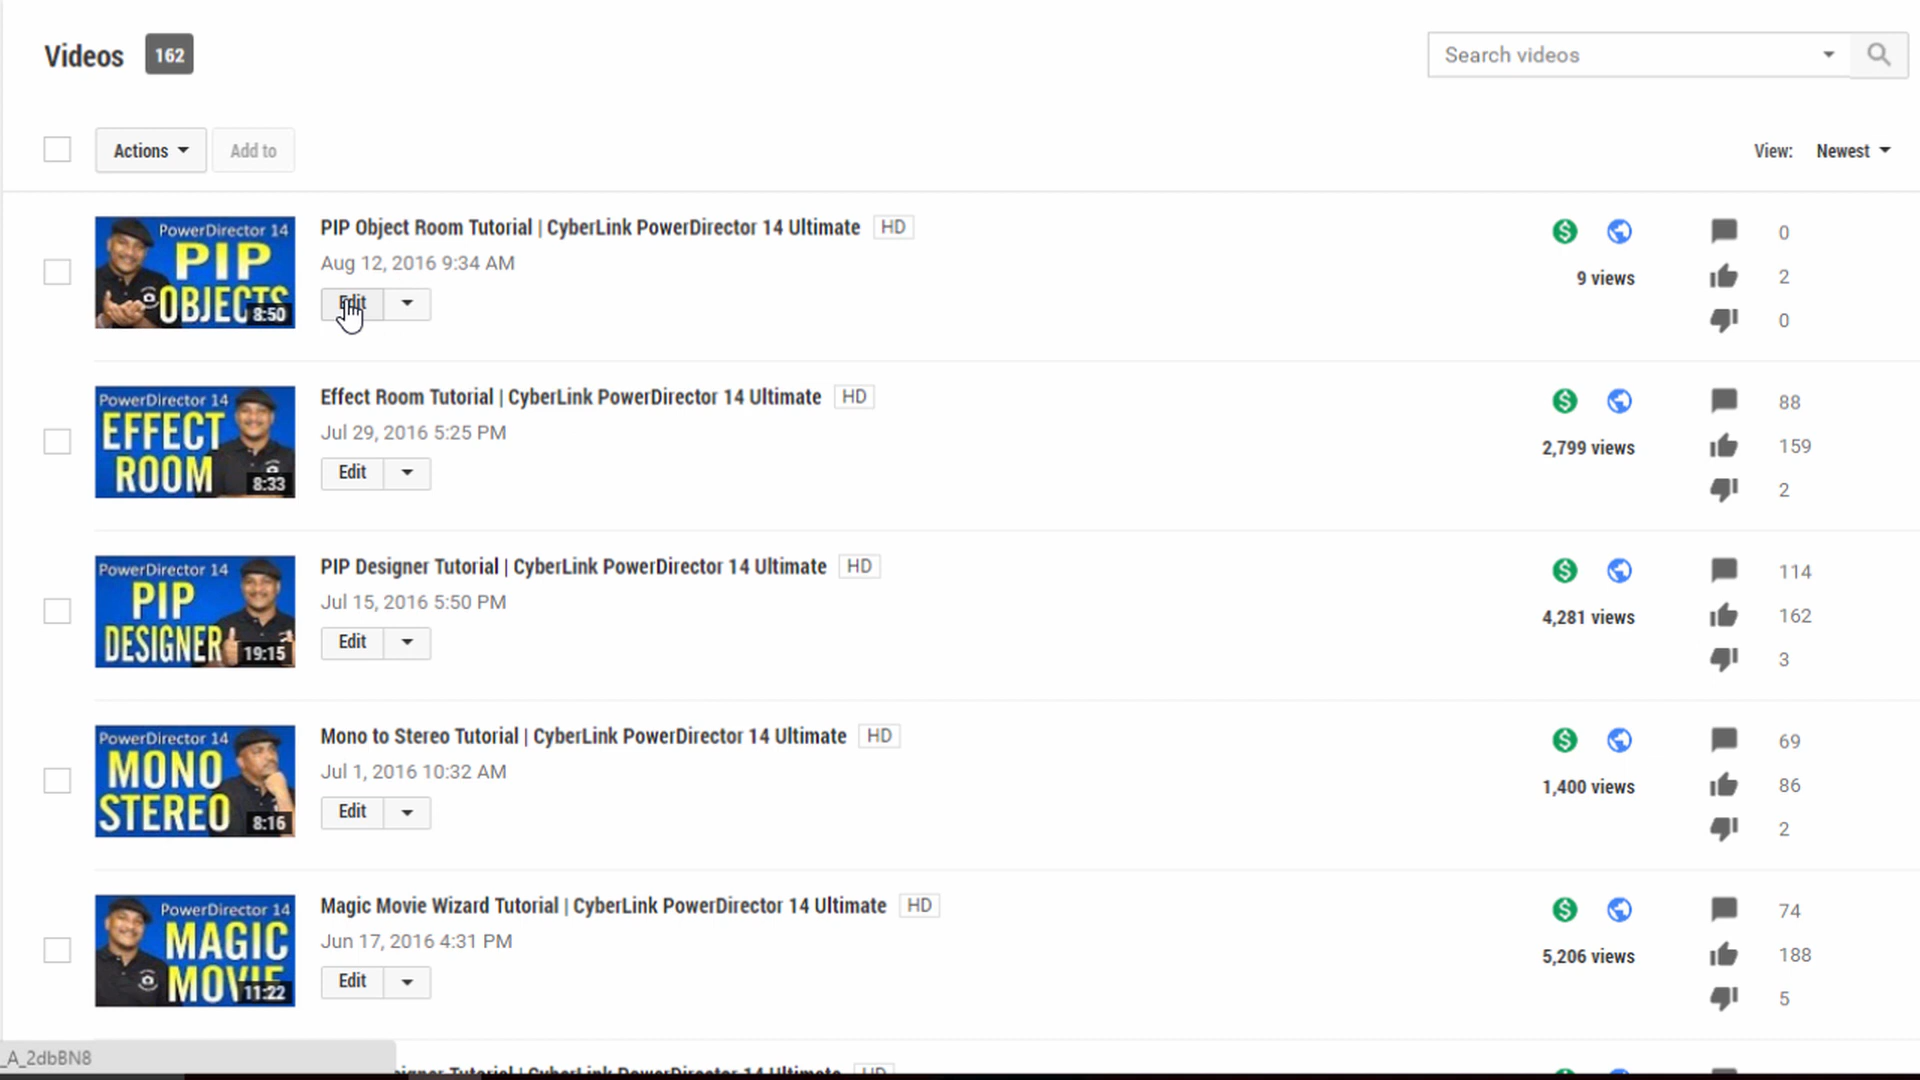 Videos 162
Search videos
Actions Add to
View: Newest
PowerDirector 14
PIP
OBJECTS
8:50
PIP Object Room Tutorial | CyberLink PowerDirector 14 Ultimate HD
Aug 12, 2016 9:34 AM
Edit
9 views
0
2
0
PowerDirector 14
EFFECT
ROOM
8:33
Effect Room Tutorial | CyberLink PowerDirector 14 Ultimate HD
Jul 29, 2016 5:25 PM
Edit
2,799 views
88
159
2
PowerDirector 14
PIP
DESIGNER
19:15
PIP Designer Tutorial | CyberLink PowerDirector 14 Ultimate HD
Jul 15, 2016 5:50 PM
Edit
4,281 views
114
162
3
PowerDirector 14
MONO
STEREO
8:16
Mono to Stereo Tutorial | CyberLink PowerDirector 14 Ultimate HD
Jul 1, 2016 10:32 AM
Edit
1,400 views
69
86
2
PowerDirector 14
MAGIC
MOVIE
11:22
Magic Movie Wizard Tutorial | CyberLink PowerDirector 14 Ultimate HD
Jun 17, 2016 4:31 PM
Edit
5,206 views
74
188
5
_A_2dbBN8
Tutorial | CyberLink PowerDirector 14 Ultimate HD